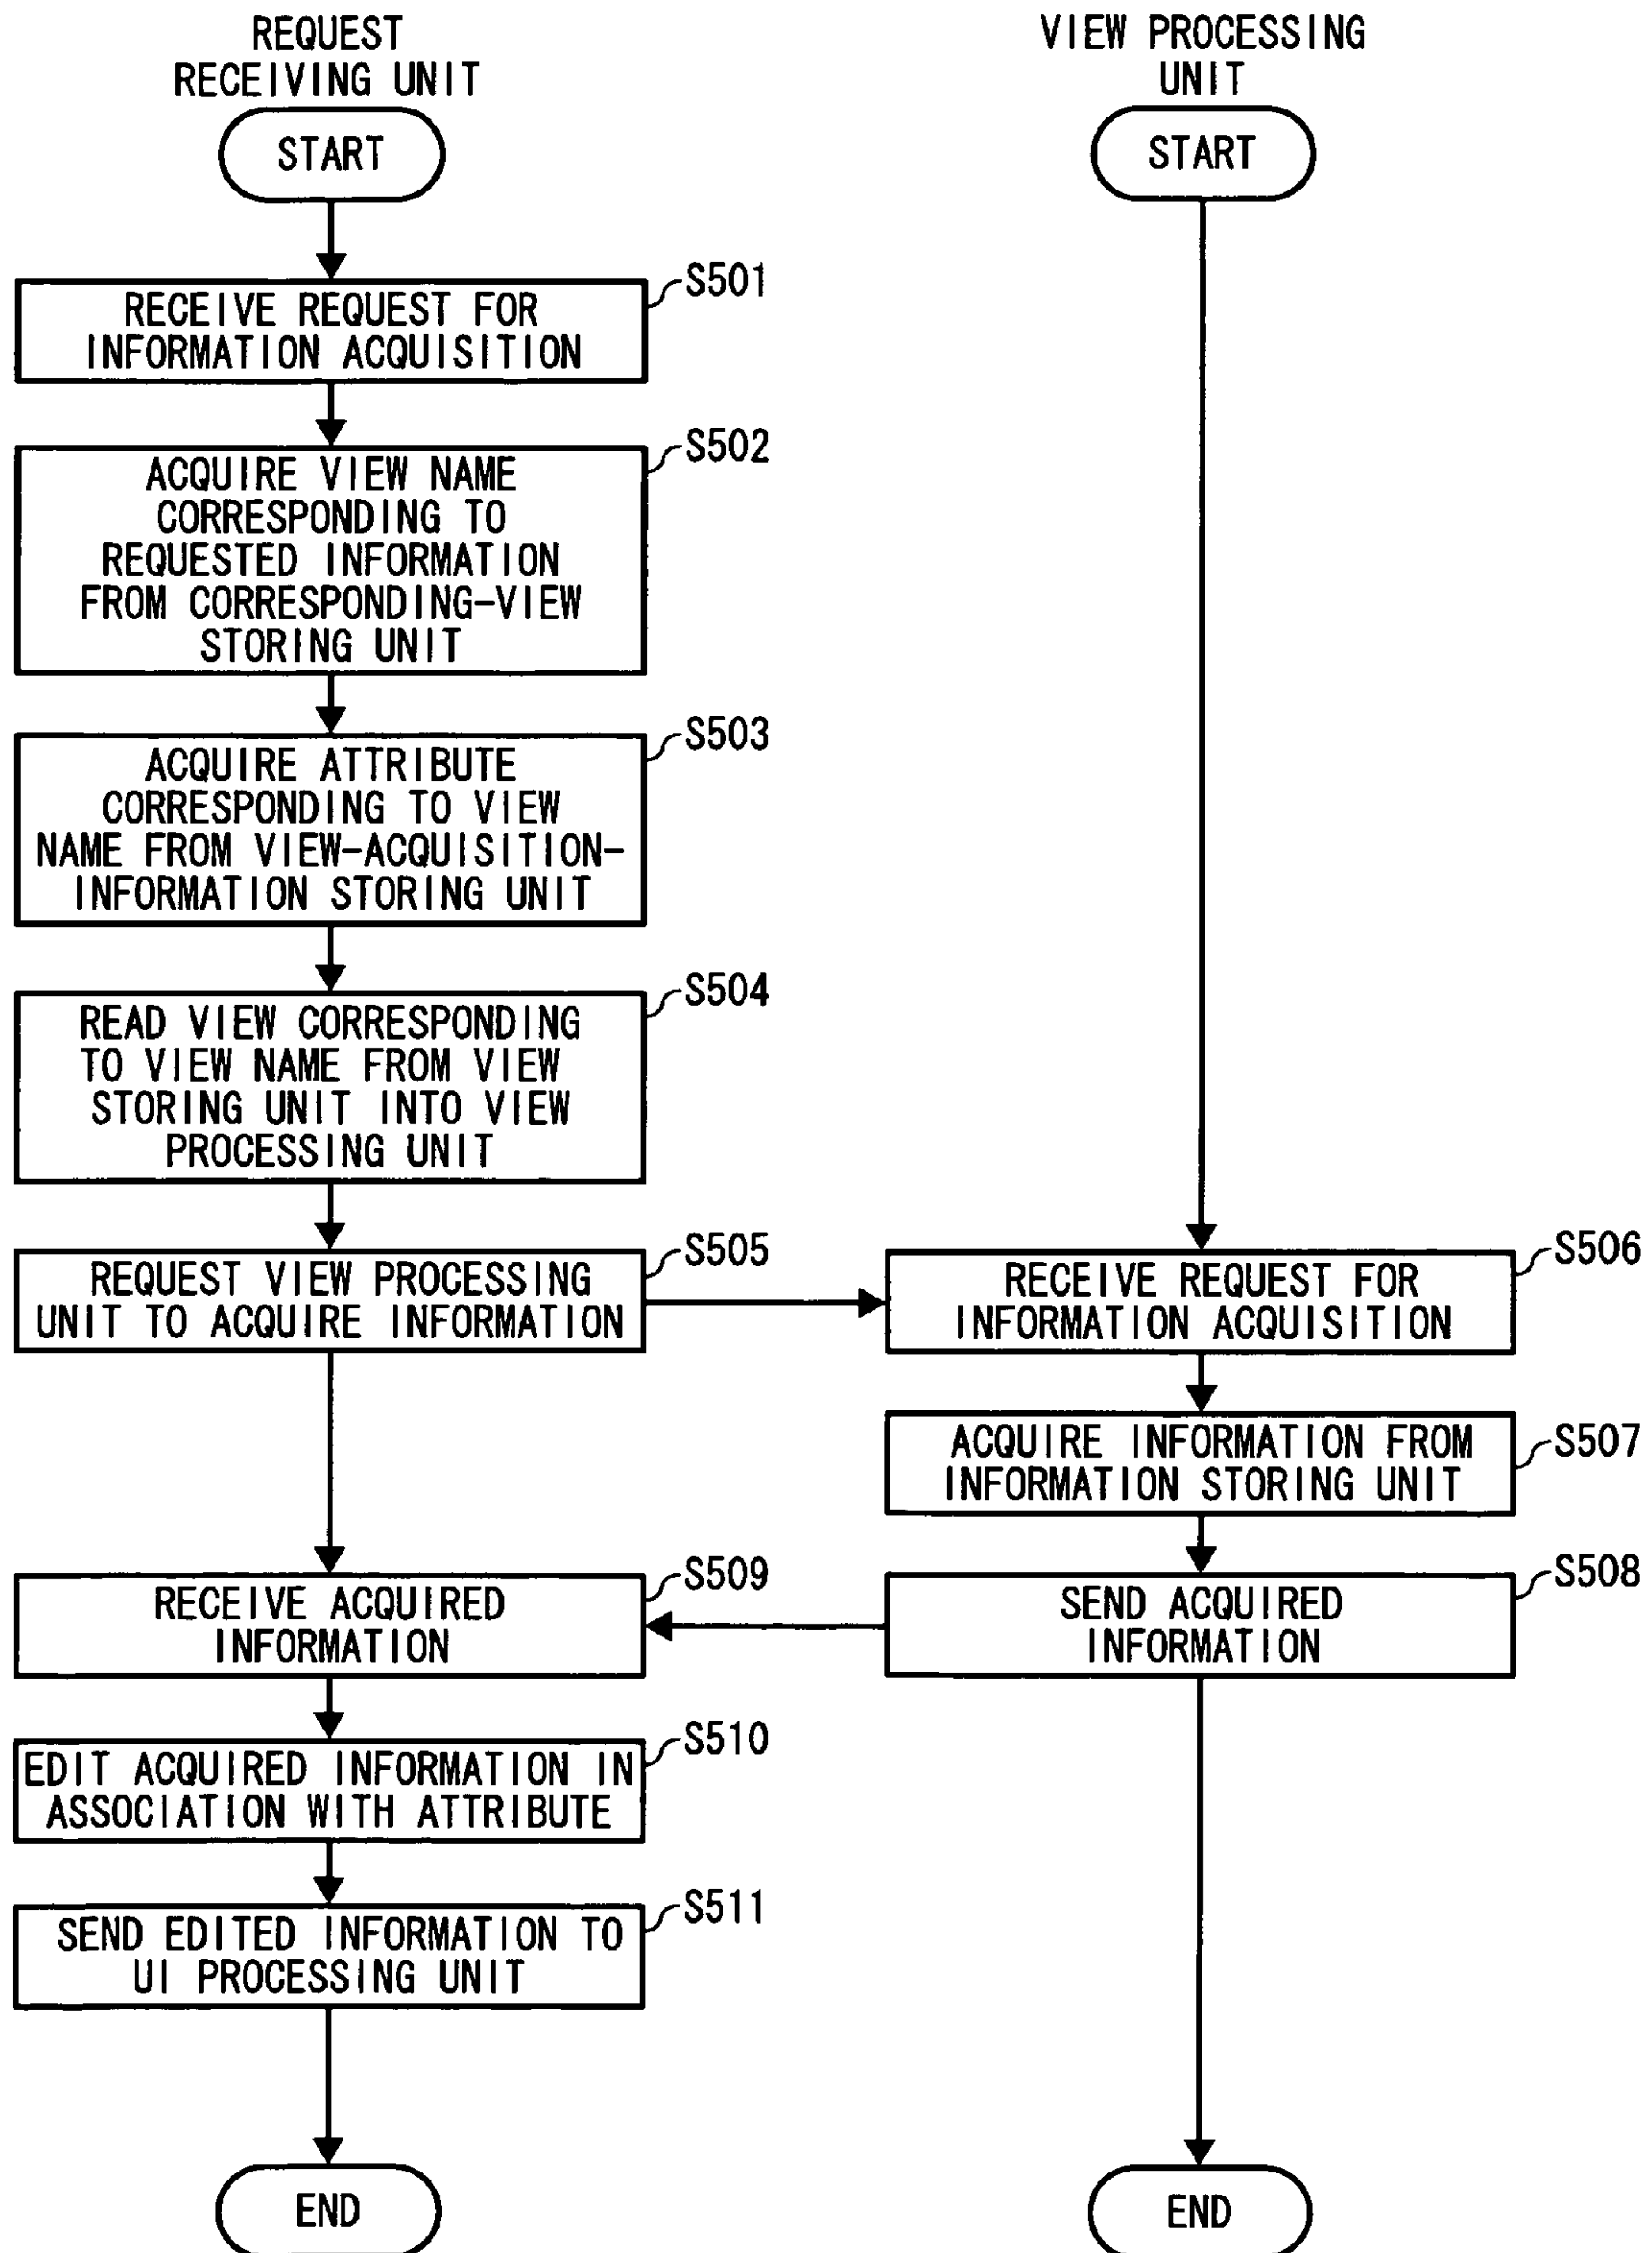 REQUEST
RECEIVING UNIT
START
S501
RECEIVE REQUEST FOR
INFORMATION ACQUISITION
S502
ACQUIRE VIEW NAME
CORRESPONDING TO
REQUESTED INFORMATION
FROM CORRESPONDING-VIEW
STORING UNIT
S503
ACQUIRE ATTRIBUTE
CORRESPONDING TO VIEW
NAME FROM VIEW-ACQUISITION-
INFORMATION STORING UNIT
S504
READ VIEW CORRESPONDING
TO VIEW NAME FROM VIEW
STORING UNIT INTO VIEW
PROCESSING UNIT
S505
REQUEST VIEW PROCESSING
UNIT TO ACQUIRE INFORMATION
VIEW PROCESSING
UNIT
START
S506
RECEIVE REQUEST FOR
INFORMATION ACQUISITION
S507
ACQUIRE INFORMATION FROM
INFORMATION STORING UNIT
S508
SEND ACQUIRED
INFORMATION
END
S509
RECEIVE ACQUIRED
INFORMATION
S510
EDIT ACQUIRED INFORMATION IN
ASSOCIATION WITH ATTRIBUTE
S511
SEND EDITED INFORMATION TO
UI PROCESSING UNIT
END